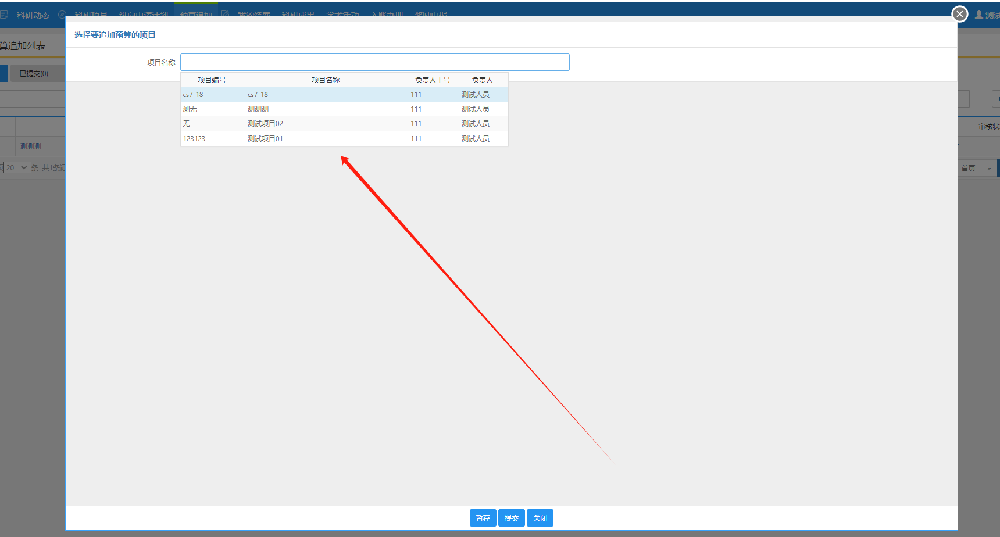 科研动态 科研项目 纵向申请计划 预算追加 我的经费 科研成果 学术活动 入账办理 奖励申报 测试
选择要追加预算的项目
算追加列表
项目名称
已提交(0)
项目编号 项目名称 负责人工号 负责人
cs7-18 cs7-18 111 测试人员
测无 测测测 111 测试人员
无 测试项目02 111 测试人员
审核状
123123 测试项目01 111 测试人员
测测测
页 20 条 共1条记
首页 «
暂存 提交 关闭